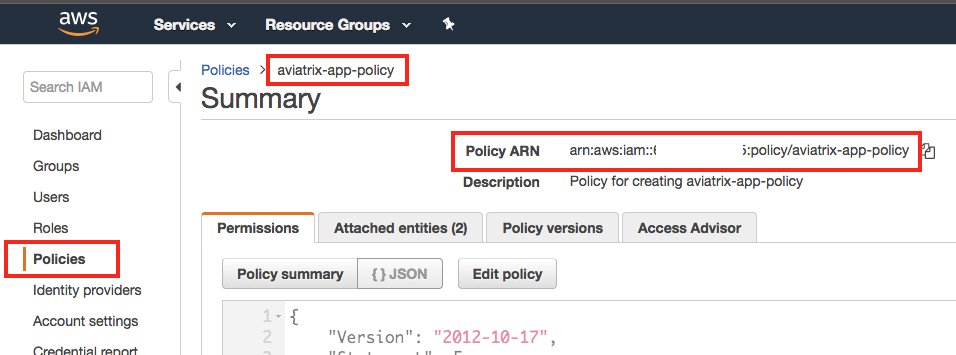 aws
Services
Resource Groups
Search IAM
Dashboard
Groups
Users
Roles
Policies
Identity providers
Account settings
Credential report
Policies > aviatrix-app-policy
Summary
Policy ARN arn:aws:iam::6 5:policy/aviatrix-app-policy
Description Policy for creating aviatrix-app-policy
Permissions Attached entities (2) Policy versions Access Advisor
Policy summary { } JSON Edit policy
1 {
2 "Version": "2012-10-17",